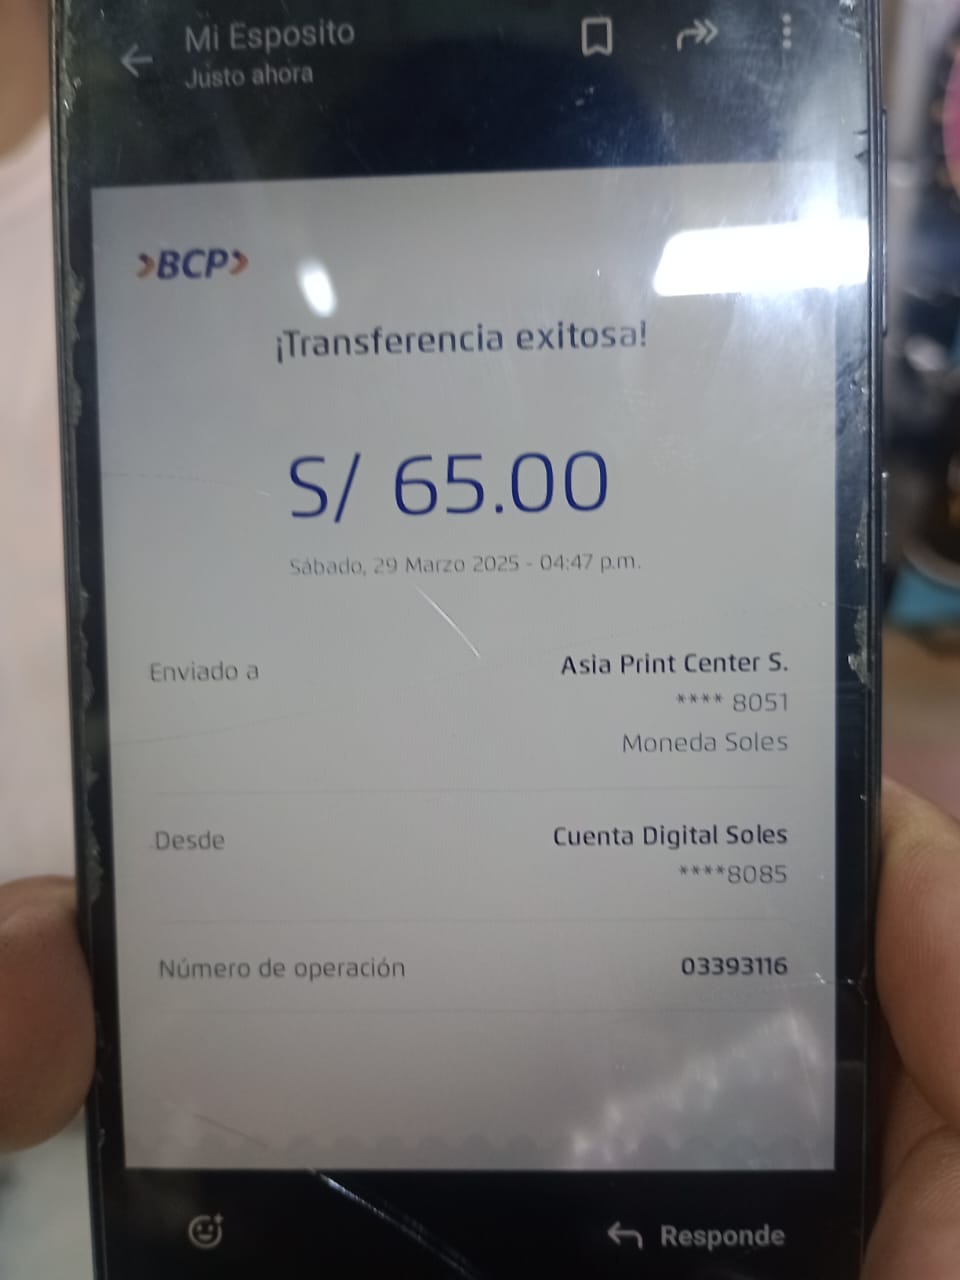 Mi Esposito
Justo ahora
BCP
¡Transferencia exitosa!
S/ 65.00
Sábado, 29 Marzo 2025 - 04:47 p.m.
Enviado a Asia Print Center S.
**** 8051
Moneda Soles
Desde Cuenta Digital Soles
****8085
Número de operación 03393116
Responde